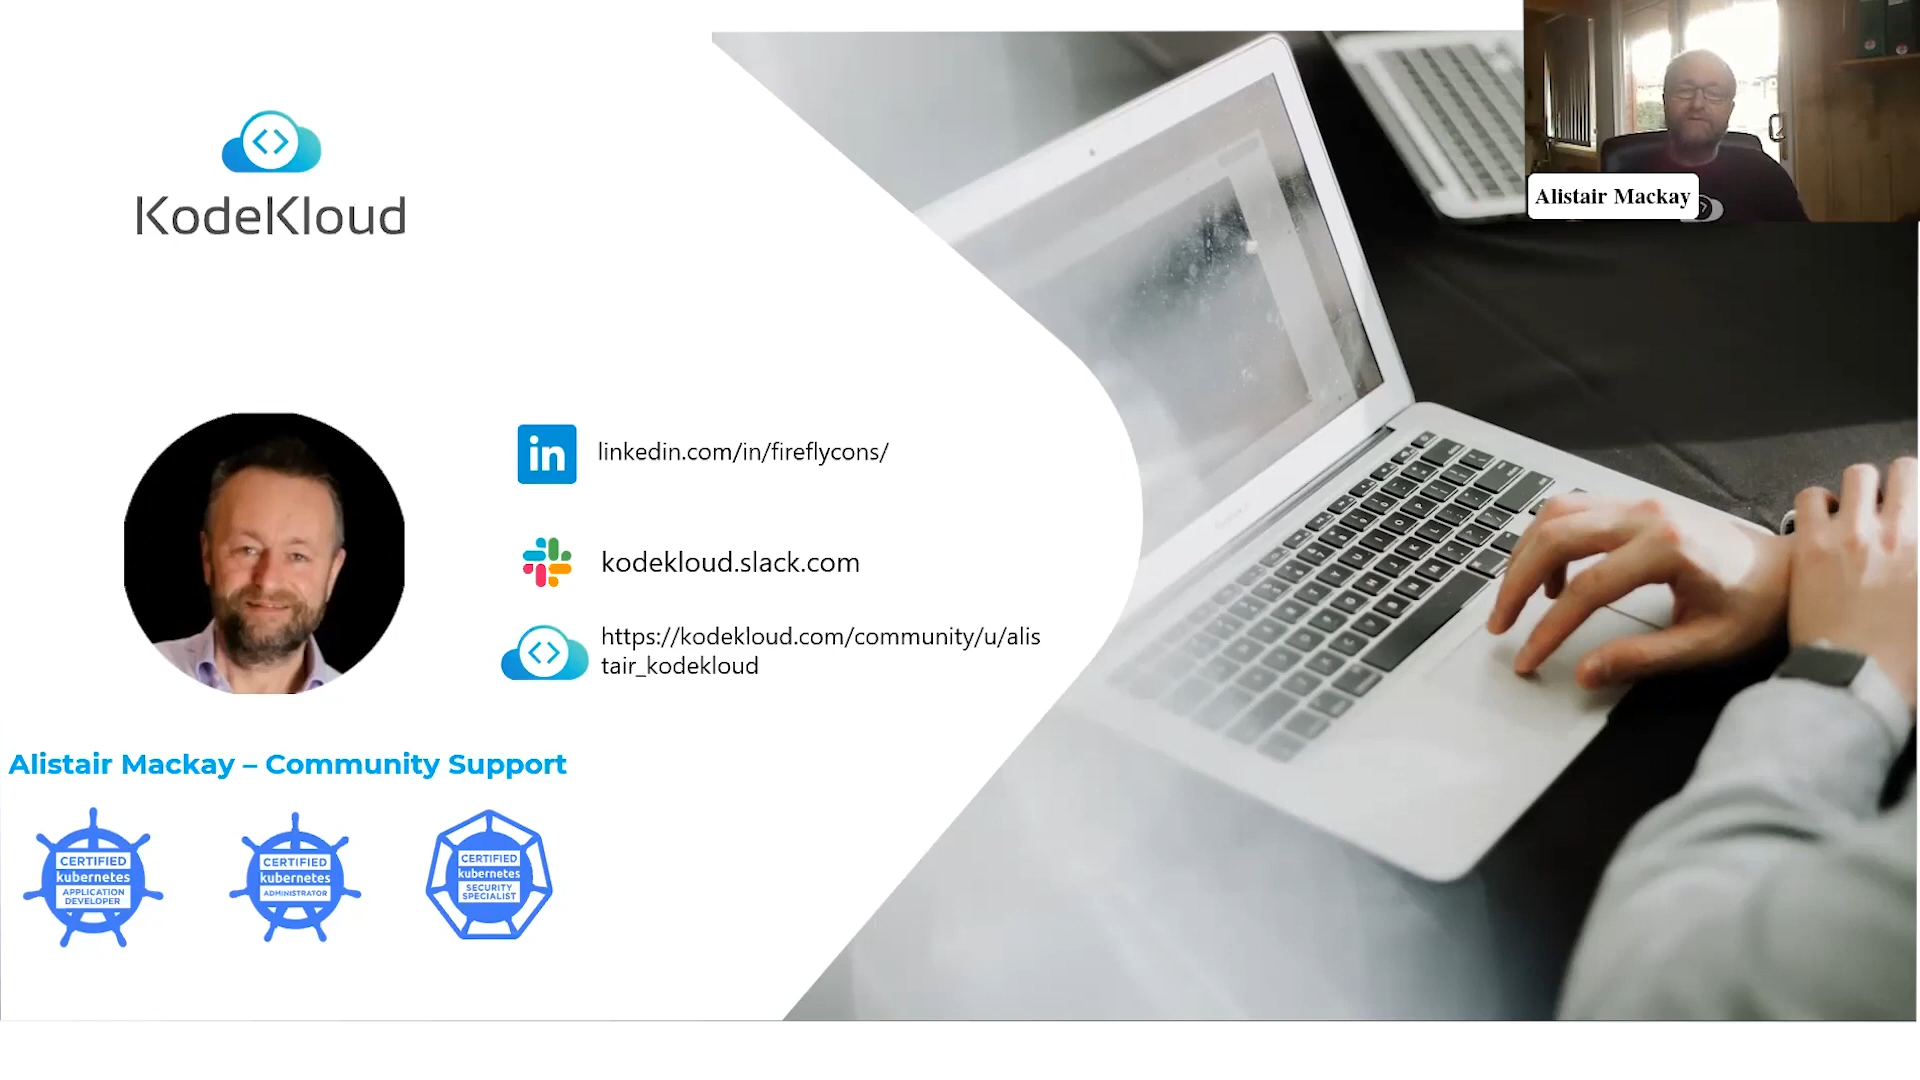 KodeKloud
Alistair Mackay
in
linkedin.com/in/fireflycons/
kodekloud.slack.com
https://kodekloud.com/community/u/alis
tair_kodekloud
Alistair Mackay – Community Support
CERTIFIED
kubernetes
APPLICATION
DEVELOPER
CERTIFIED
kubernetes
ADMINISTRATOR
CERTIFIED
kubernetes
SECURITY
SPECIALIST